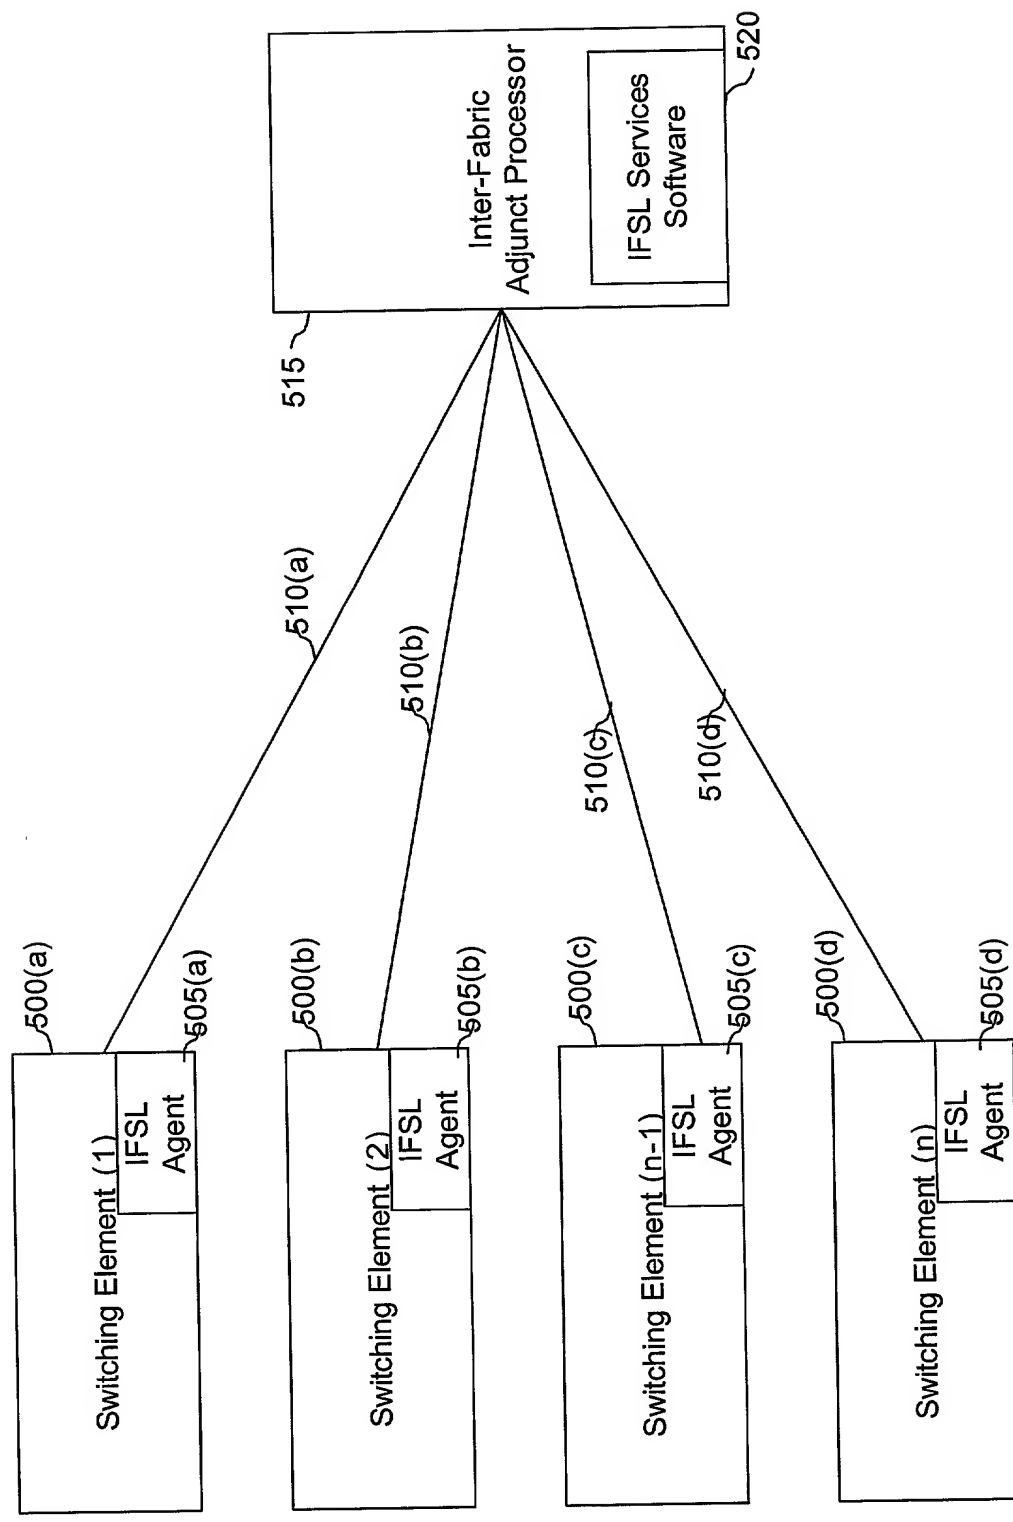 Switching Element (1)
IFSL
Agent
500(a)
505(a)
Switching Element (2)
IFSL
Agent
500(b)
505(b)
Switching Element (n-1)
IFSL
Agent
500(c)
505(c)
Switching Element (n)
IFSL
Agent
500(d)
505(d)
510(a)
510(b)
510(c)
510(d)
515
Inter-Fabric
Adjunct Processor
IFSL Services
Software
520